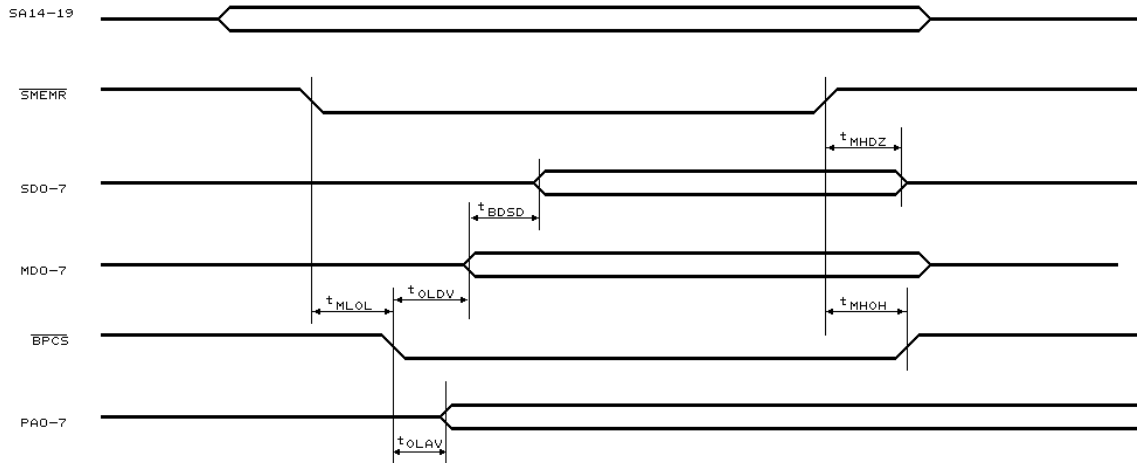 SA14-19
SMEMR
tMHDZ
SD0-7
tBDSD
MD0-7
tMLOL
tOLDV
tMHOH
BPCS
PA0-7
tOLAV